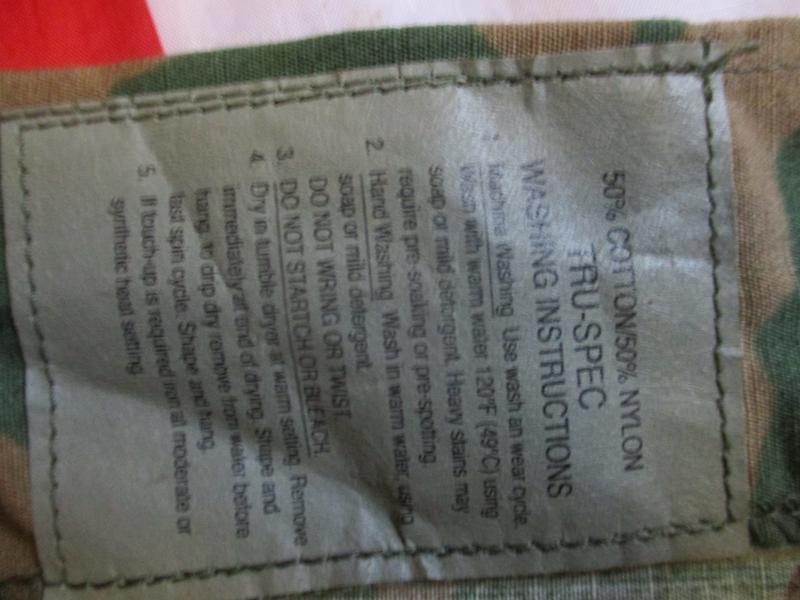 50% COTTON/50% NYLON
TRU-SPEC
WASHING INSTRUCTIONS
1. Machine Washing. Use wash an wear cycle.
Wash with warm water 120°F (49°C) using
soap or mild detergent. Heavy stains may
require pre-soaking or pre-spotting.
2. Hand Washing. Wash in warm water, using
soap or mild detergent.
DO NOT WRING OR TWIST.
3. DO NOT STARTCH OR BLEACH.
4. Dry in tumble dryer at warm setting. Remove
immediately at end of drying. Shape and
hang. to drip dry remove from water before
last spin cycle. Shape and hang.
5. If touch-up is required iron at moderate or
synthetic heat setting.